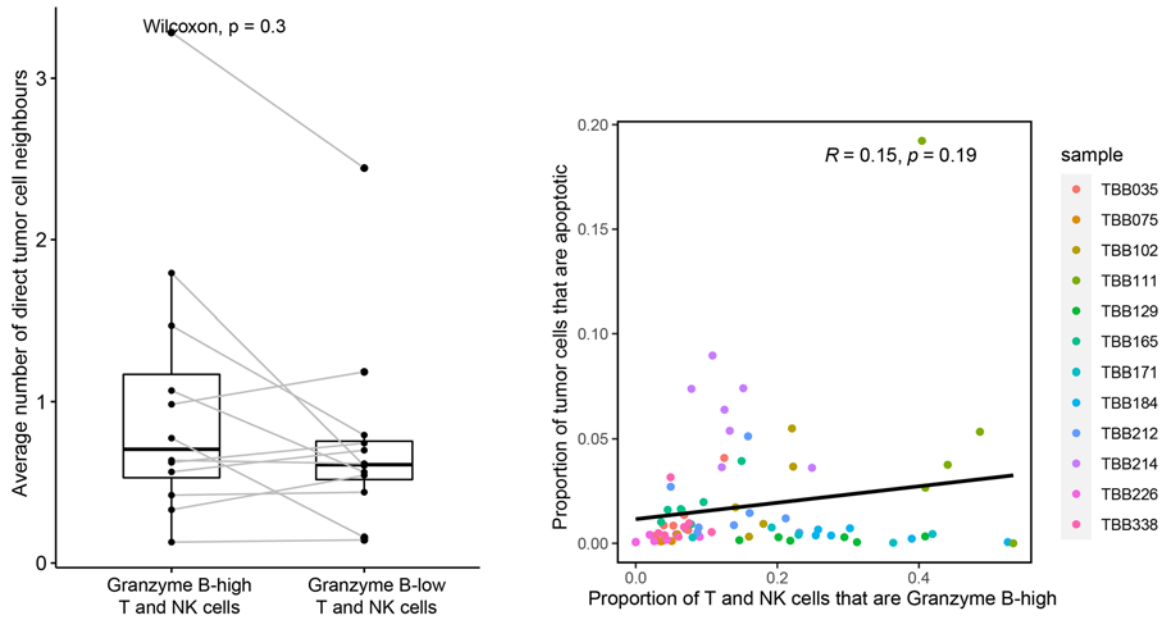 Wilcoxon, p = 0.3
Average number of direct tumor cell neighbours
3
2
1
0
Granzyme B-high
T and NK cells
Granzyme B-low
T and NK cells
R = 0.15, p = 0.19
Proportion of tumor cells that are apoptotic
0.20
0.15
0.10
0.05
0.00
0.0
0.2
0.4
Proportion of T and NK cells that are Granzyme B-high
sample
TBB035
TBB075
TBB102
TBB111
TBB129
TBB165
TBB171
TBB184
TBB212
TBB214
TBB226
TBB338